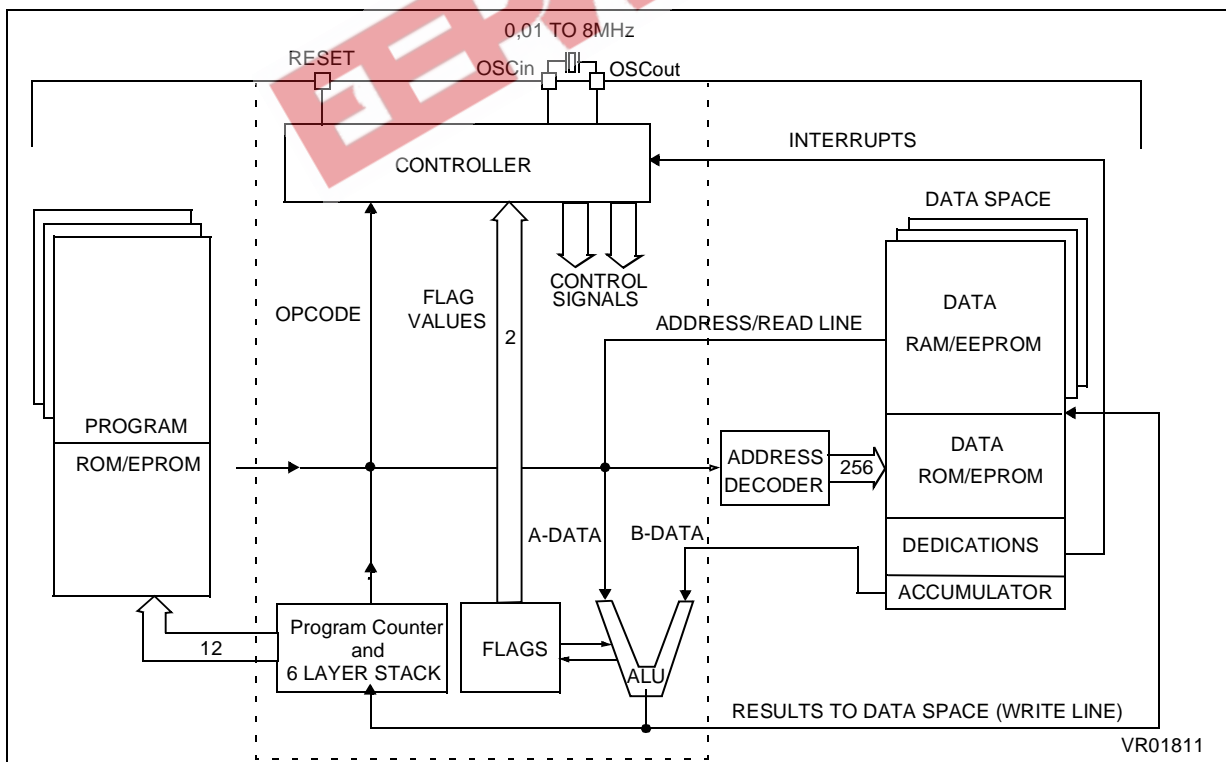 0,01 TO 8MHz
RESET
OSCin
OSCout
INTERRUPTS
CONTROLLER
DATA SPACE
OPCODE
FLAG
VALUES
2
CONTROL
SIGNALS
ADDRESS/READ LINE
DATA
RAM/EEPROM
PROGRAM
ROM/EPROM
ADDRESS
DECODER
256
DATA
ROM/EPROM
A-DATA
B-DATA
DEDICATIONS
ACCUMULATOR
12
Program Counter
and
6 LAYER STACK
FLAGS
ALU
RESULTS TO DATA SPACE (WRITE LINE)
VR01811